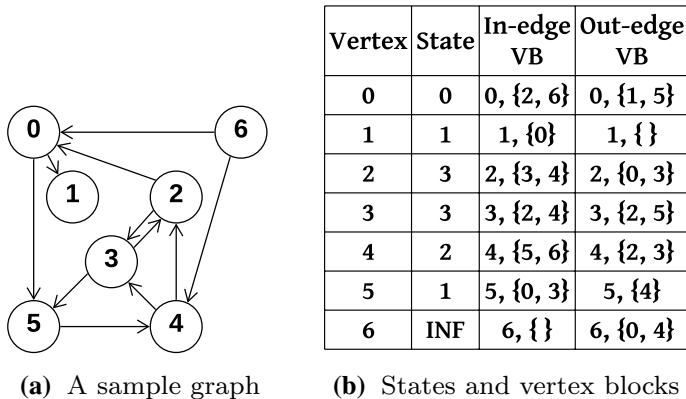 0
6
1
2
3
5
4
(a) A sample graph
Vertex State In-edge VB Out-edge VB
0 0 0, {2, 6} 0, {1, 5}
1 1 1, {0} 1, { }
2 3 2, {3, 4} 2, {0, 3}
3 3 3, {2, 4} 3, {2, 5}
4 2 4, {5, 6} 4, {2, 3}
5 1 5, {0, 3} 5, {4}
6 INF 6, { } 6, {0, 4}
(b) States and vertex blocks